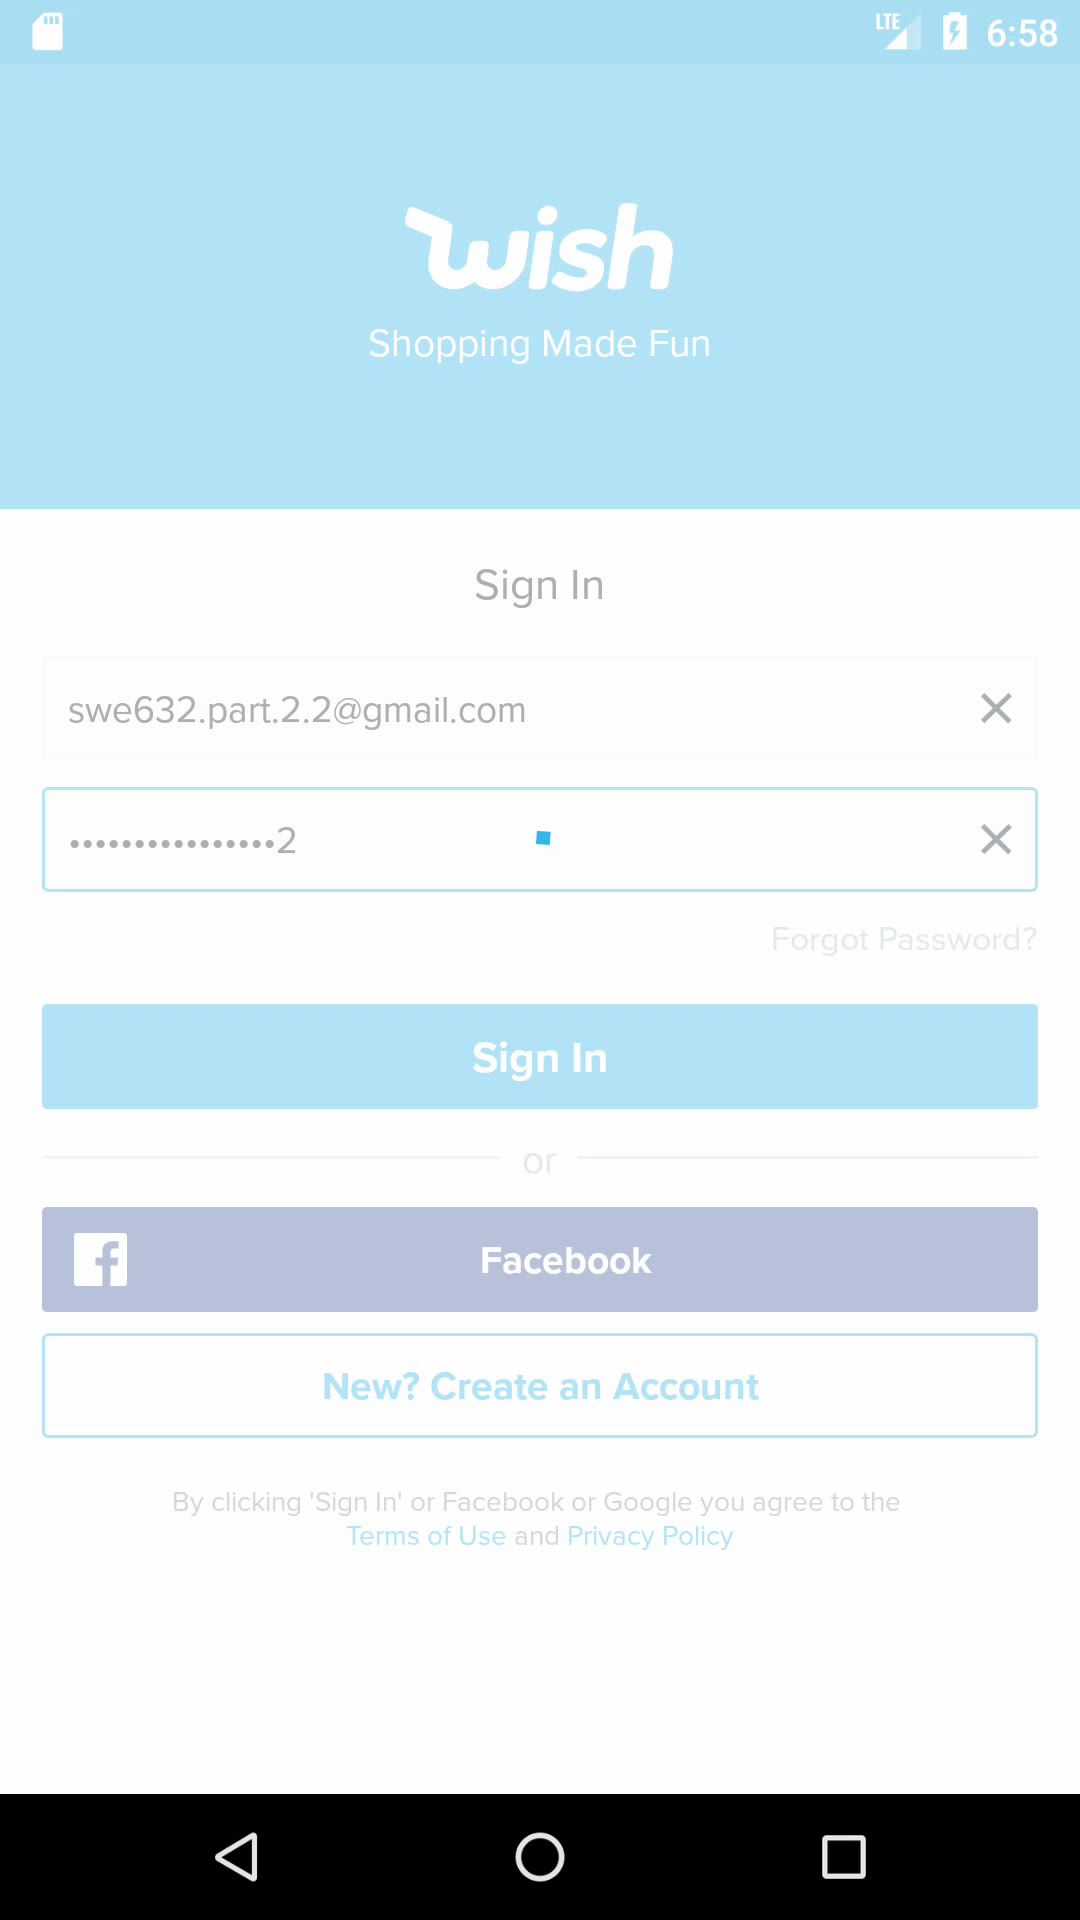 LTE 6:58
wish
Shopping Made Fun
Sign In
swe632.part.2.2@gmail.com
••••••••••••••••2
Forgot Password?
Sign In
or
Facebook
New? Create an Account
By clicking 'Sign In' or Facebook or Google you agree to the
Terms of Use and Privacy Policy